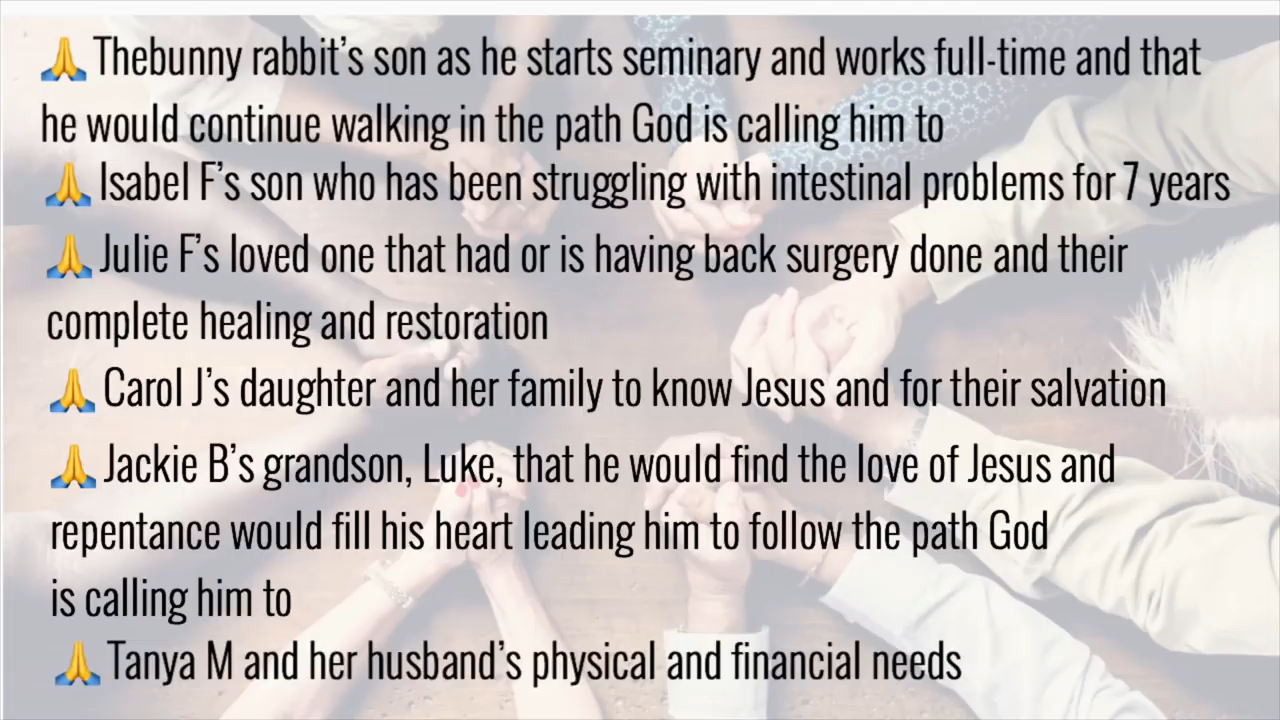 🙏 Thebunny rabbit's son as he starts seminary and works full-time and that
he would continue walking in the path God is calling him to
🙏 Isabel F's son who has been struggling with intestinal problems for 7 years
🙏 Julie F's loved one that had or is having back surgery done and their
complete healing and restoration
🙏 Carol J's daughter and her family to know Jesus and for their salvation
🙏 Jackie B's grandson, Luke, that he would find the love of Jesus and
repentance would fill his heart leading him to follow the path God
is calling him to
🙏 Tanya M and her husband's physical and financial needs